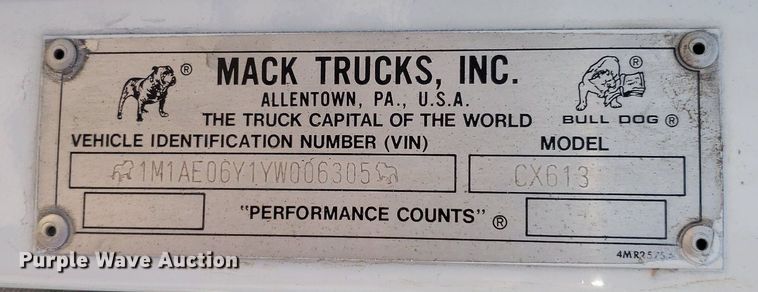 MACK TRUCKS, INC.
ALLENTOWN, PA., U.S.A.
THE TRUCK CAPITAL OF THE WORLD
BULL DOG ®
VEHICLE IDENTIFICATION NUMBER (VIN)
MODEL
1M1AE06Y1YW006305
CX613
"PERFORMANCE COUNTS" ®
Purple Wave Auction